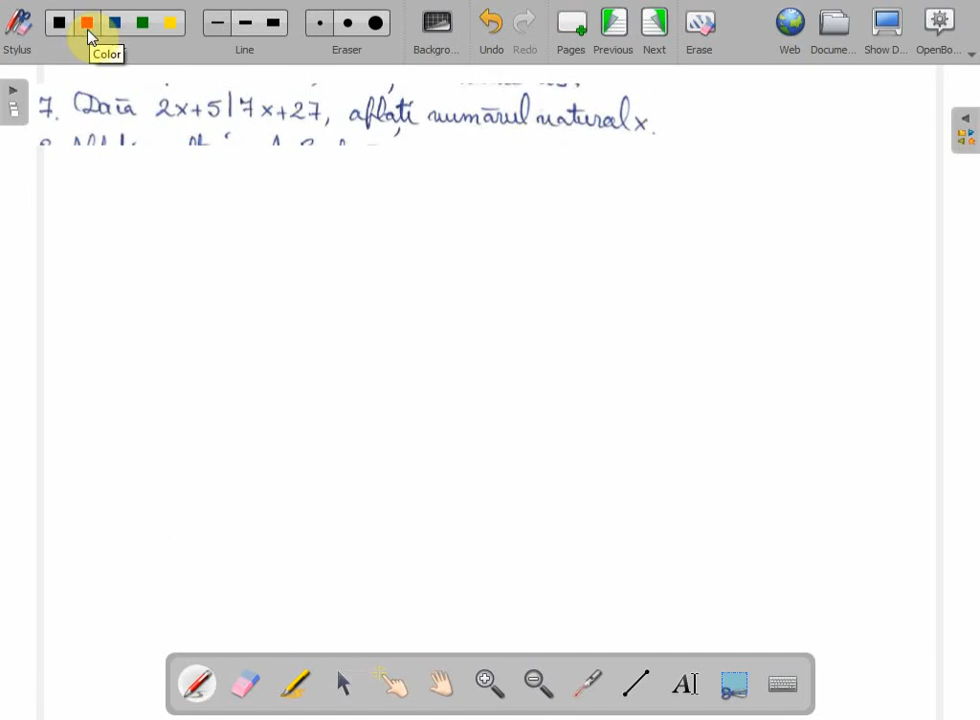 Stylus
Line
Eraser
Backgro...
Undo
Redo
Pages
Previous
Next
Erase
Web
Docume...
Show D...
OpenBo...
Color
7. Dacă 2x+5 | 7x+27, aflați numărul natural x.